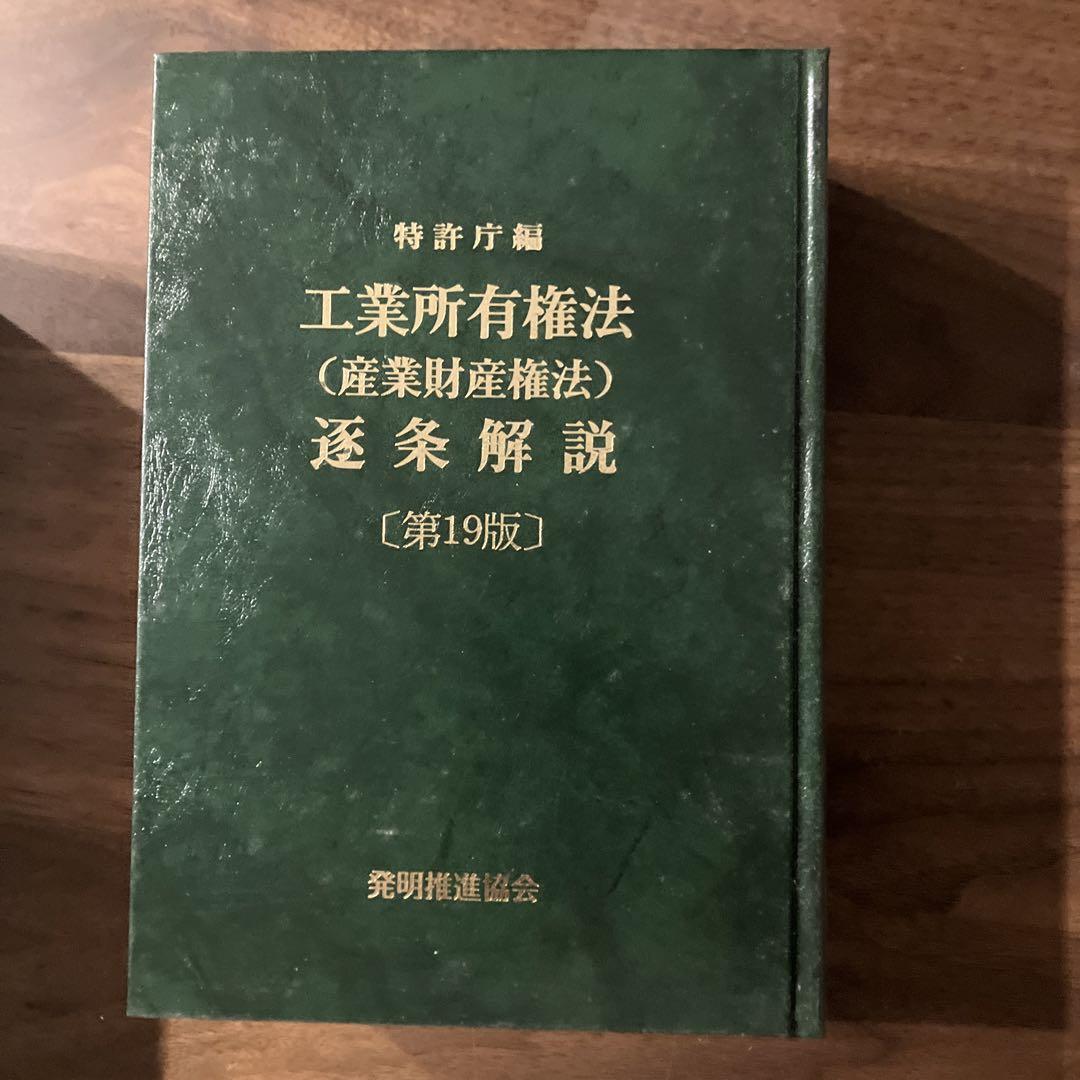 特許庁編
工業所有権法
（産業財産権法）
逐条解説
〔第19版〕
発明推進協会